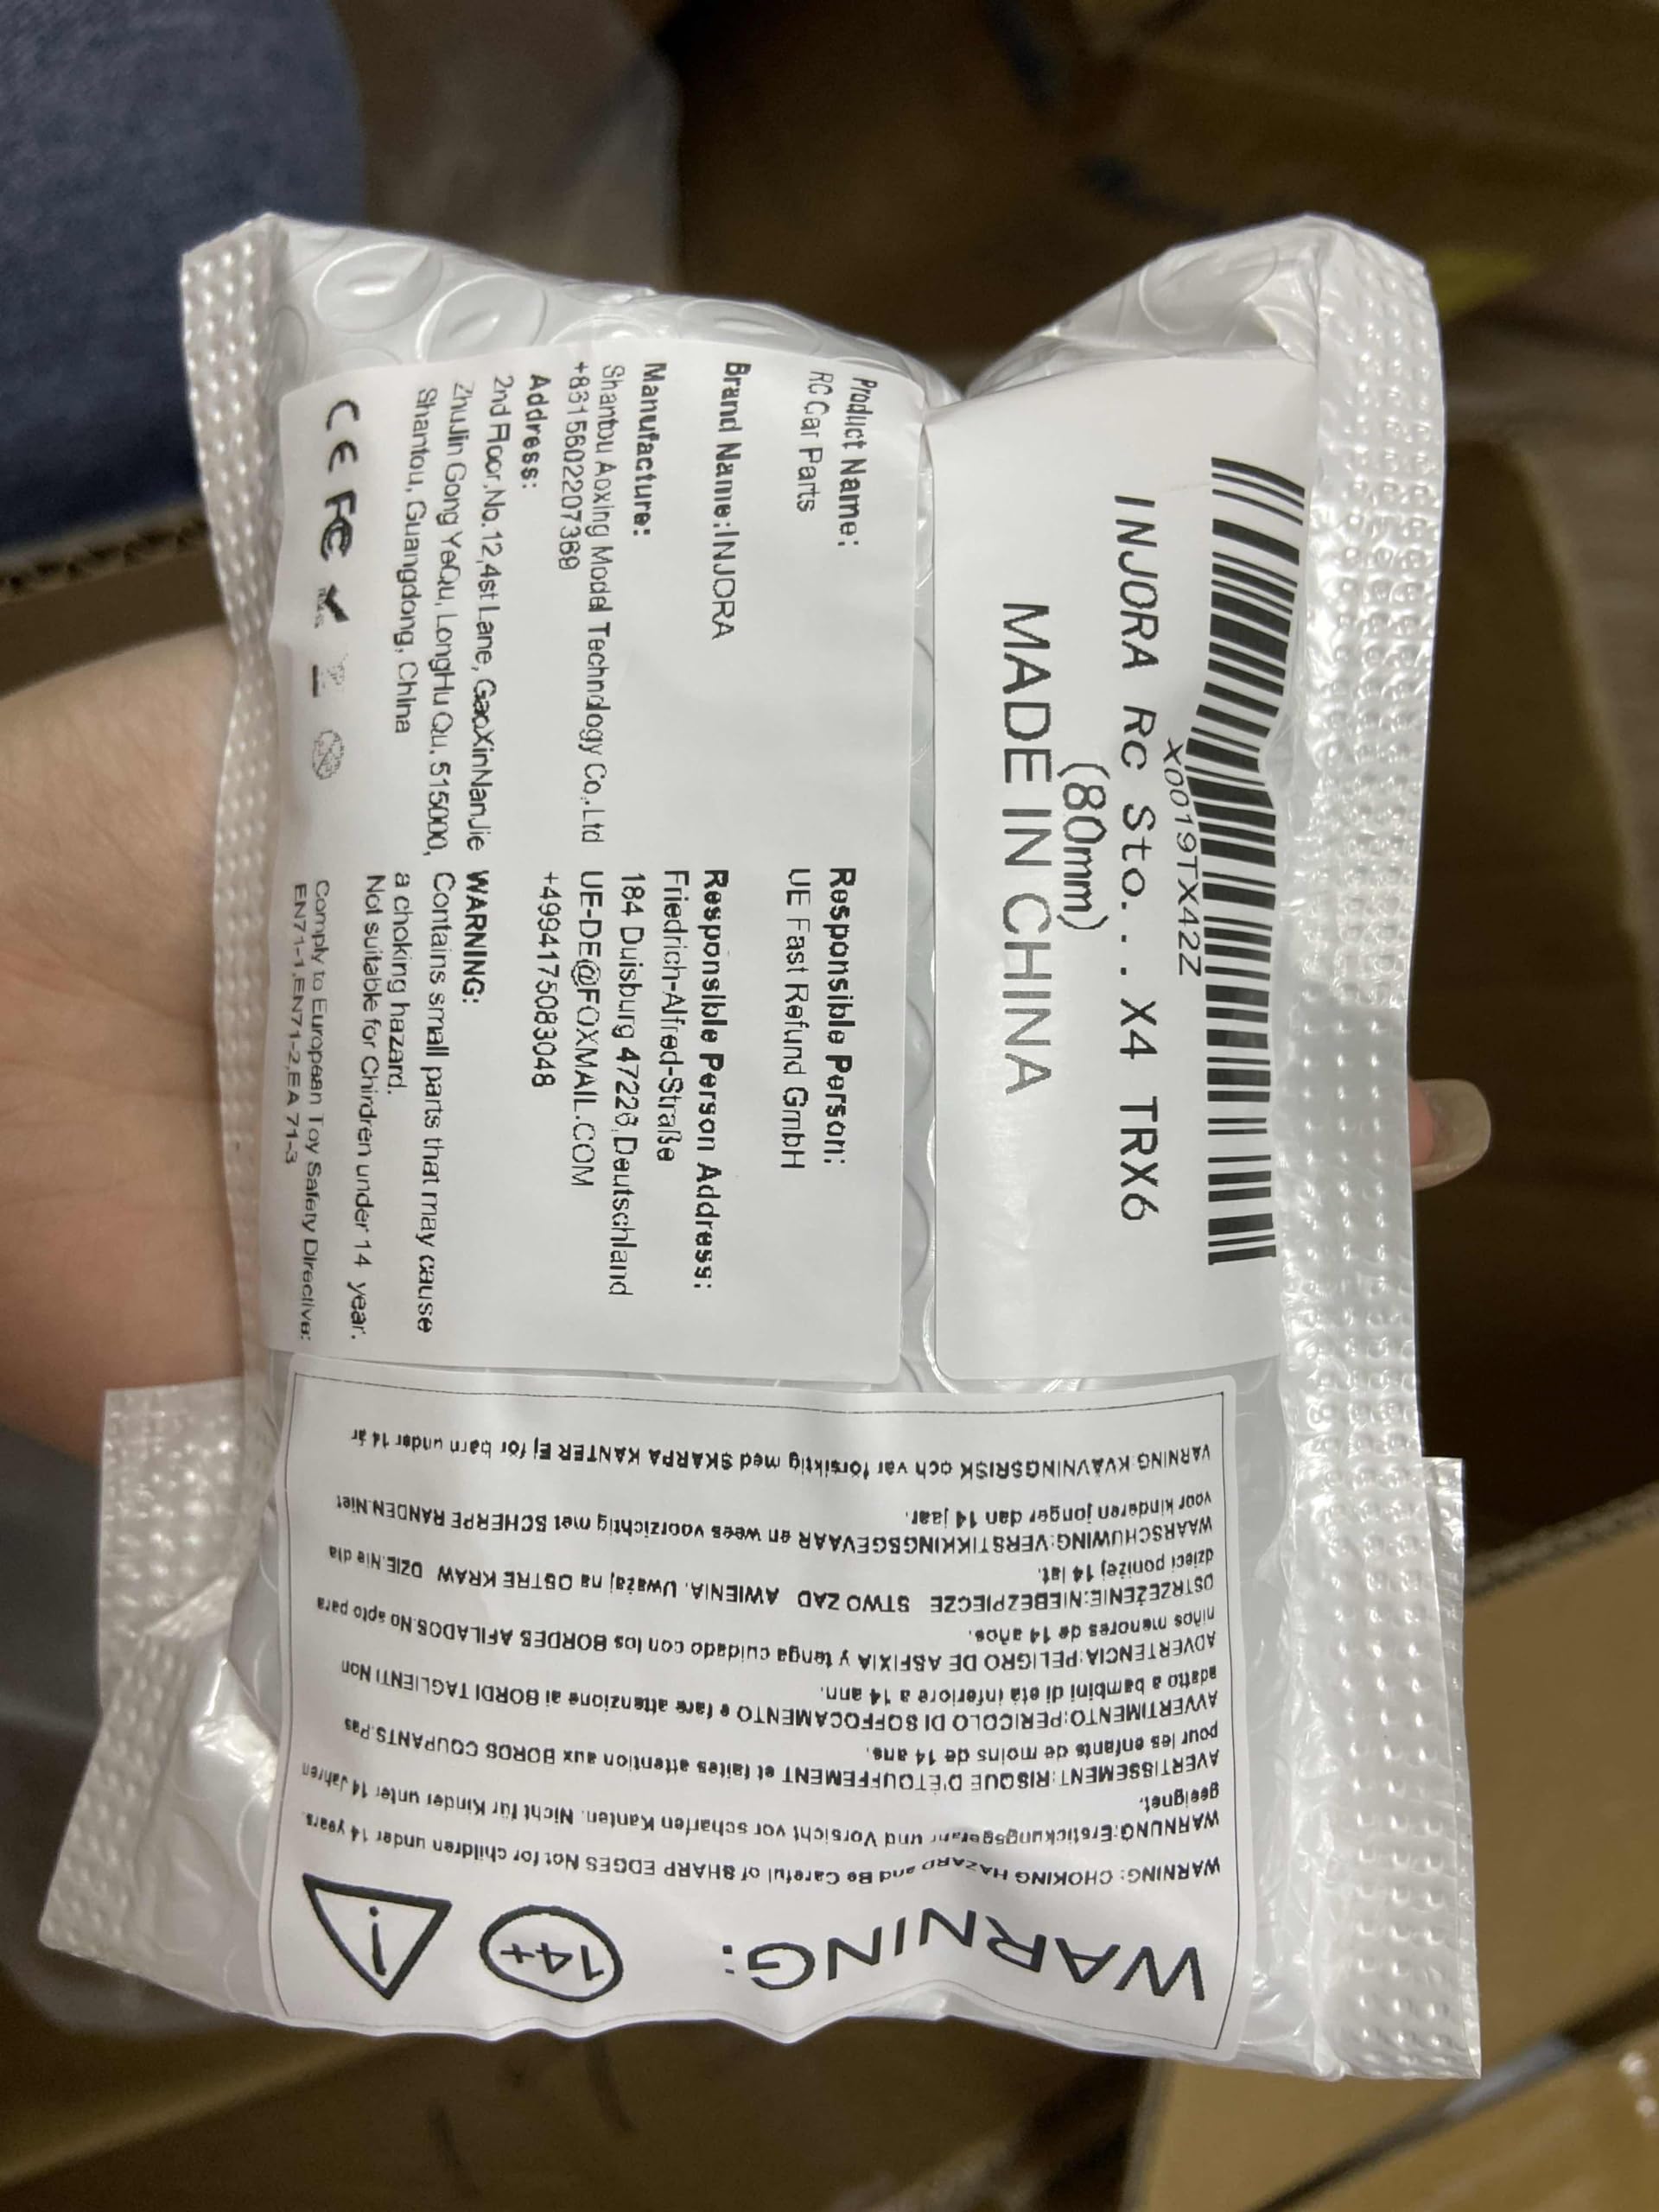 X0019TX42Z
INJORA RC Sto... X4 TRX6
(80mm)
MADE IN CHINA
Product Name:
RC Car Parts
Brand Name:INJORA
Manufacture:
Shantou Aoxing Model Technology Co,.Ltd
+8315602207369
Address:
2nd Floor,No.12,4st Lane, GaoXinNanJie
ZhuJin Gong YeQu, LongHu Qu, 515000,
Shantou, Guangdong, China
CE FC
Responsible Person:
UE Fast Refund GmbH
Responsible Person Address:
Friedrich-Alfred-Straße
184 Duisburg 47226,Deutschland
UE-DE@FOXMAIL.COM
+4994175083048
WARNING:
Contains small parts that may cause
a choking hazard.
Not suitable for Chirdren under 14 year.
Comply to European Toy Safety Directive:
EN71-1,EN71-2,EA 71-3
WARNING:
14+
!
WARNING: CHOKING HAZARD and Be Careful of SHARP EDGES Not for children under 14 years.
WARNUNG:Erstickungsgefahr und Vorsicht vor scharfen Kanten. Nicht für Kinder unter 14 Jahren
geeignet.
AVERTISSEMENT:RISQUE D'ÉTOUFFEMENT et faites attention aux BORDS COUPANTS.Pas
pour les enfants de moins de 14 ans.
AVVERTIMENTO:PERICOLO DI SOFFOCAMENTO e fare attenzione ai BORDI TAGLIENTI Non
adatto a bambini di età inferiore a 14 ann.
ADVERTENCIA:PELIGRO DE ASFIXIA y tenga cuidado con los BORDES AFILADOS.No apto para
niños menores de 14 años.
OSTRZEŻENIE:NIEBEZPIECZE STWO ZAD AWIENIA. Uważaj na OSTRE KRAW DZIE.Nie dla
dzieci poniżej 14 lat.
WAARSCHUWING:VERSTIKKINGSGEVAAR en wees voorzichtig met SCHERPE RANDEN.Niet
voor kinderen jonger dan 14 jaar.
VARNING:KVÄVNINGSRISK och var försiktig med SKARPA KANTER Ej för barn under 14 år